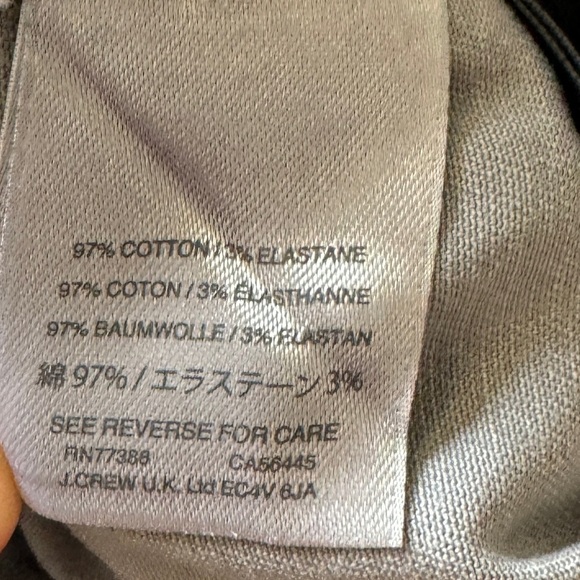 97% COTTON / 3% ELASTANE
97% COTON / 3% ÉLASTHANNE
97% BAUMWOLLE / 3% ELASTAN
綿 97% / エラステーン 3%
SEE REVERSE FOR CARE
RN77388 CA56445
J.CREW U.K. Ltd EC4V 6JA